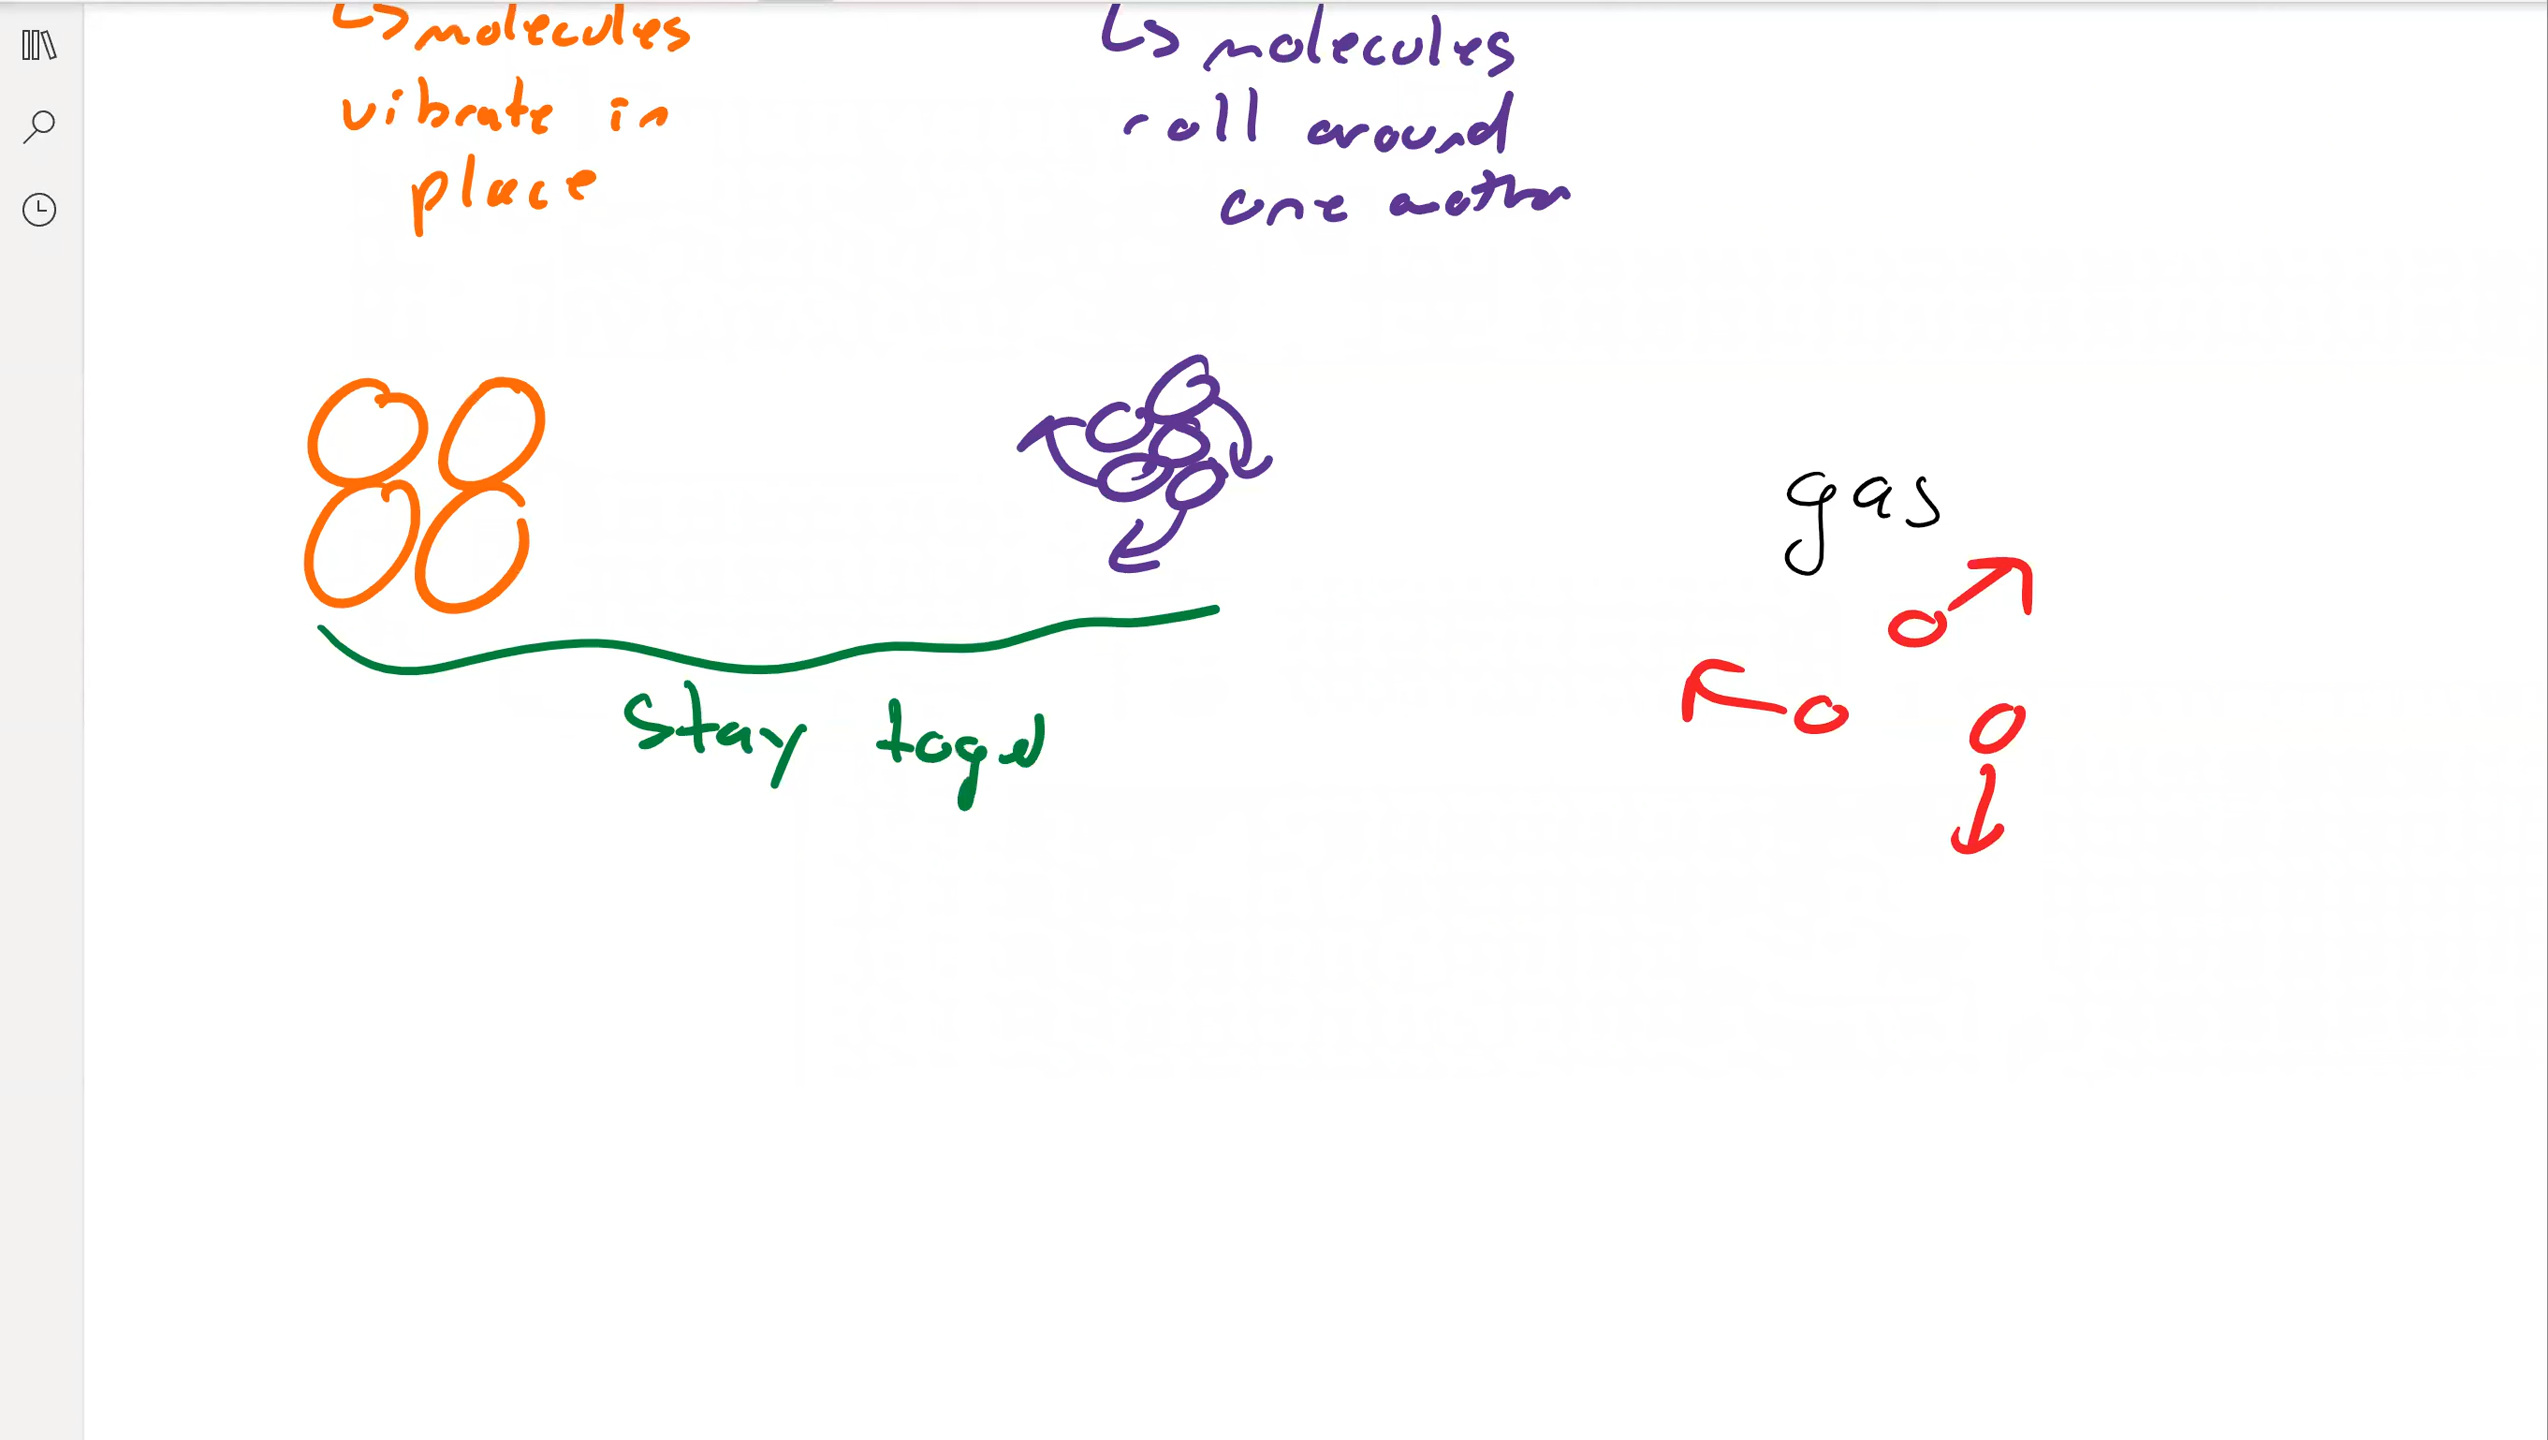 ↳ molecules
vibrate in
place
↳ molecules
roll around
one another
gas
stay toge